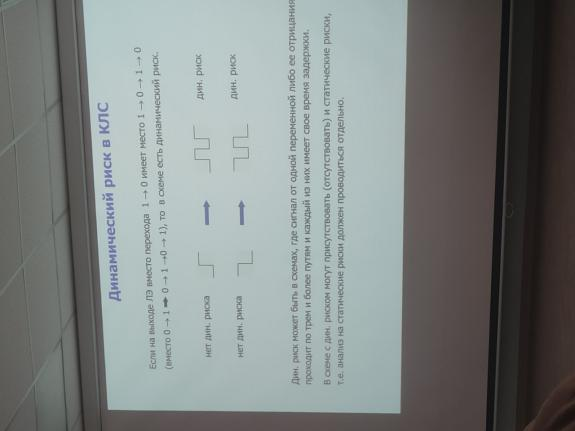 Динамический риск в КЛС
Если на выходе ЛЭ вместо перехода 1 → 0 имеет место 1 → 0 → 1 → 0
(вместо 0 → 1 ➡ 0 → 1 →0 → 1), то в схеме есть динамический риск.
нет дин. риска дин. риск
нет дин. риска дин. риск
Дин. риск может быть в схемах, где сигнал от одной переменной либо ее отрицания
проходит по трем и более путям и каждый из них имеет свое время задержки.
В схеме с дин. риском могут присутствовать (отсутствовать) и статические риски,
т.е. анализ на статические риски должен проводиться отдельно.